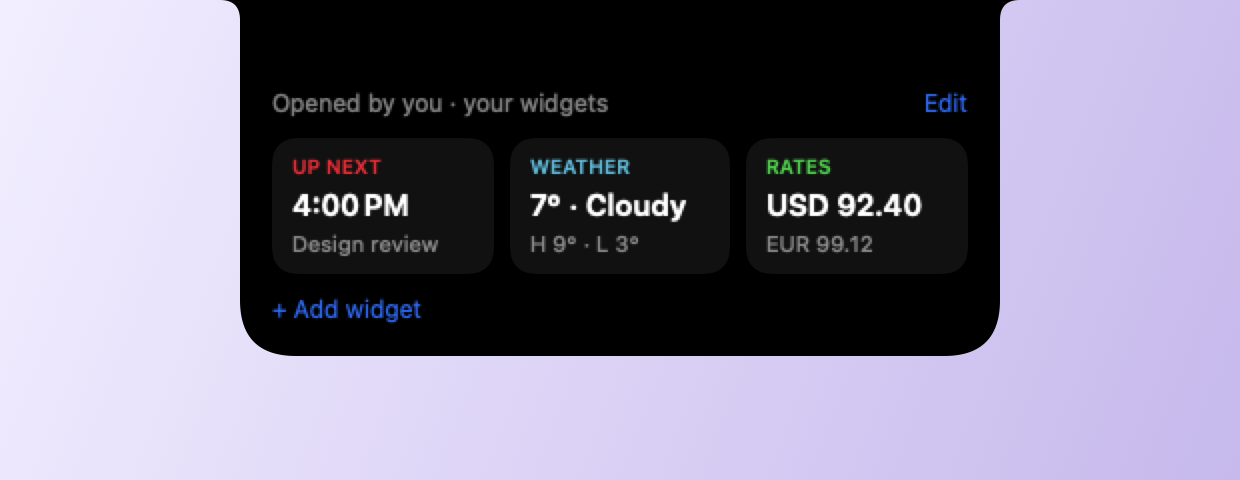 Opened by you · your widgets
Edit
UP NEXT
4:00 PM
Design review
WEATHER
7° · Cloudy
H 9° · L 3°
RATES
USD 92.40
EUR 99.12
+ Add widget